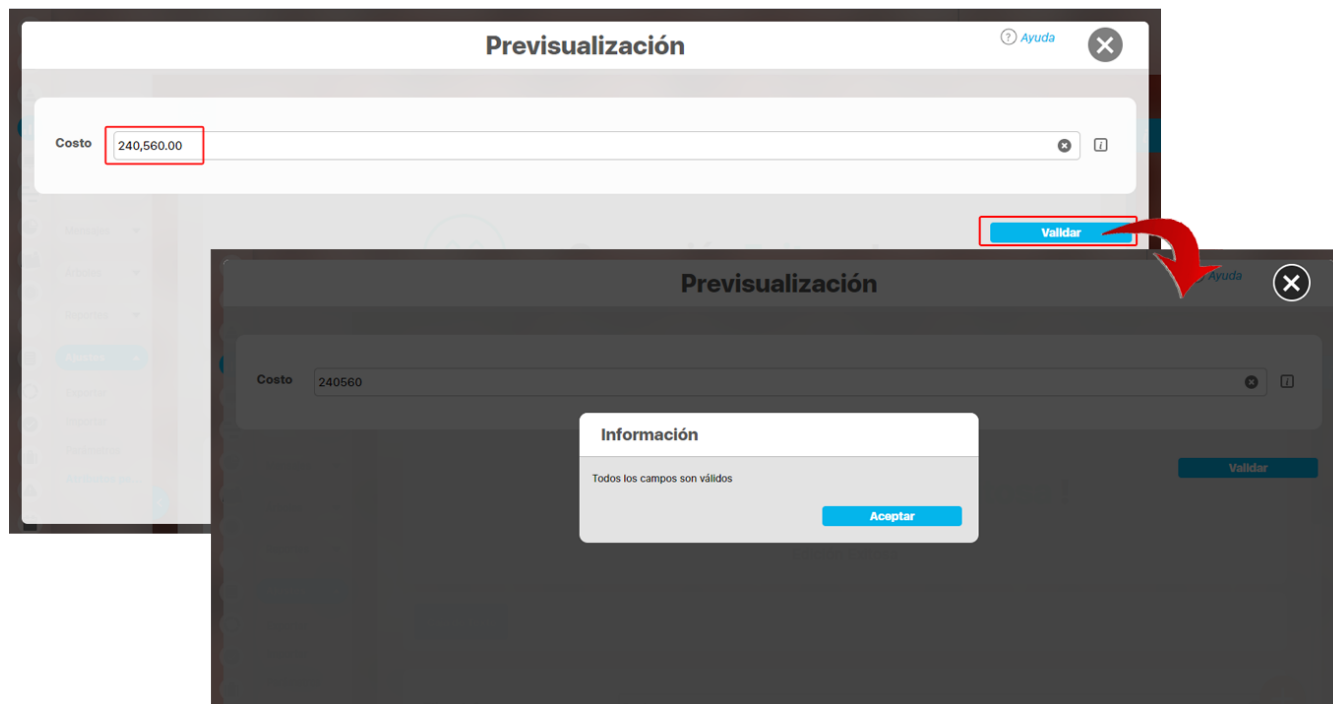 Previsualización
? Ayuda
Costo 240,560.00
Validar
Previsualización
Ayuda
Costo 240560
Información
Todos los campos son válidos
Validar
Aceptar